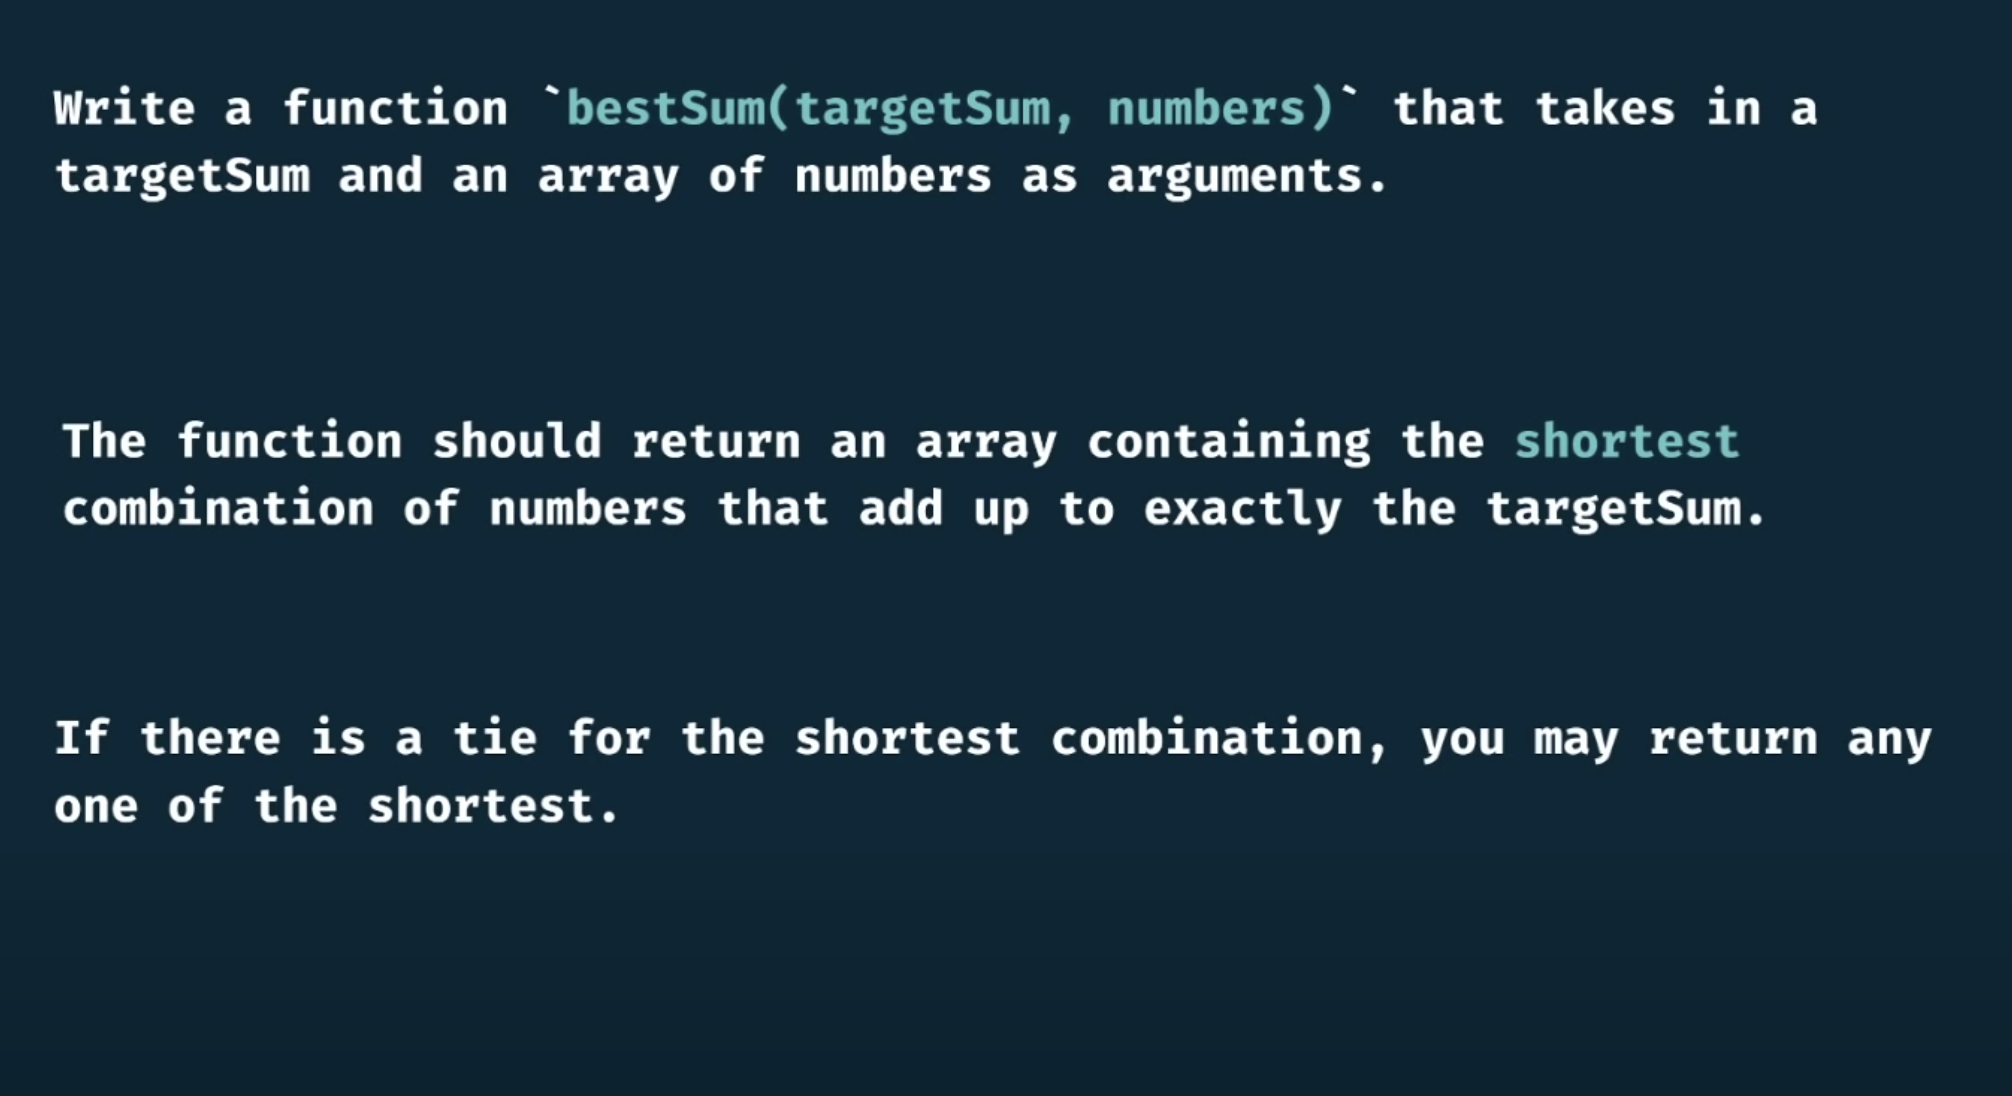 Write a function `bestSum(targetSum, numbers)` that takes in a
targetSum and an array of numbers as arguments.
The function should return an array containing the shortest
combination of numbers that add up to exactly the targetSum.
If there is a tie for the shortest combination, you may return any
one of the shortest.